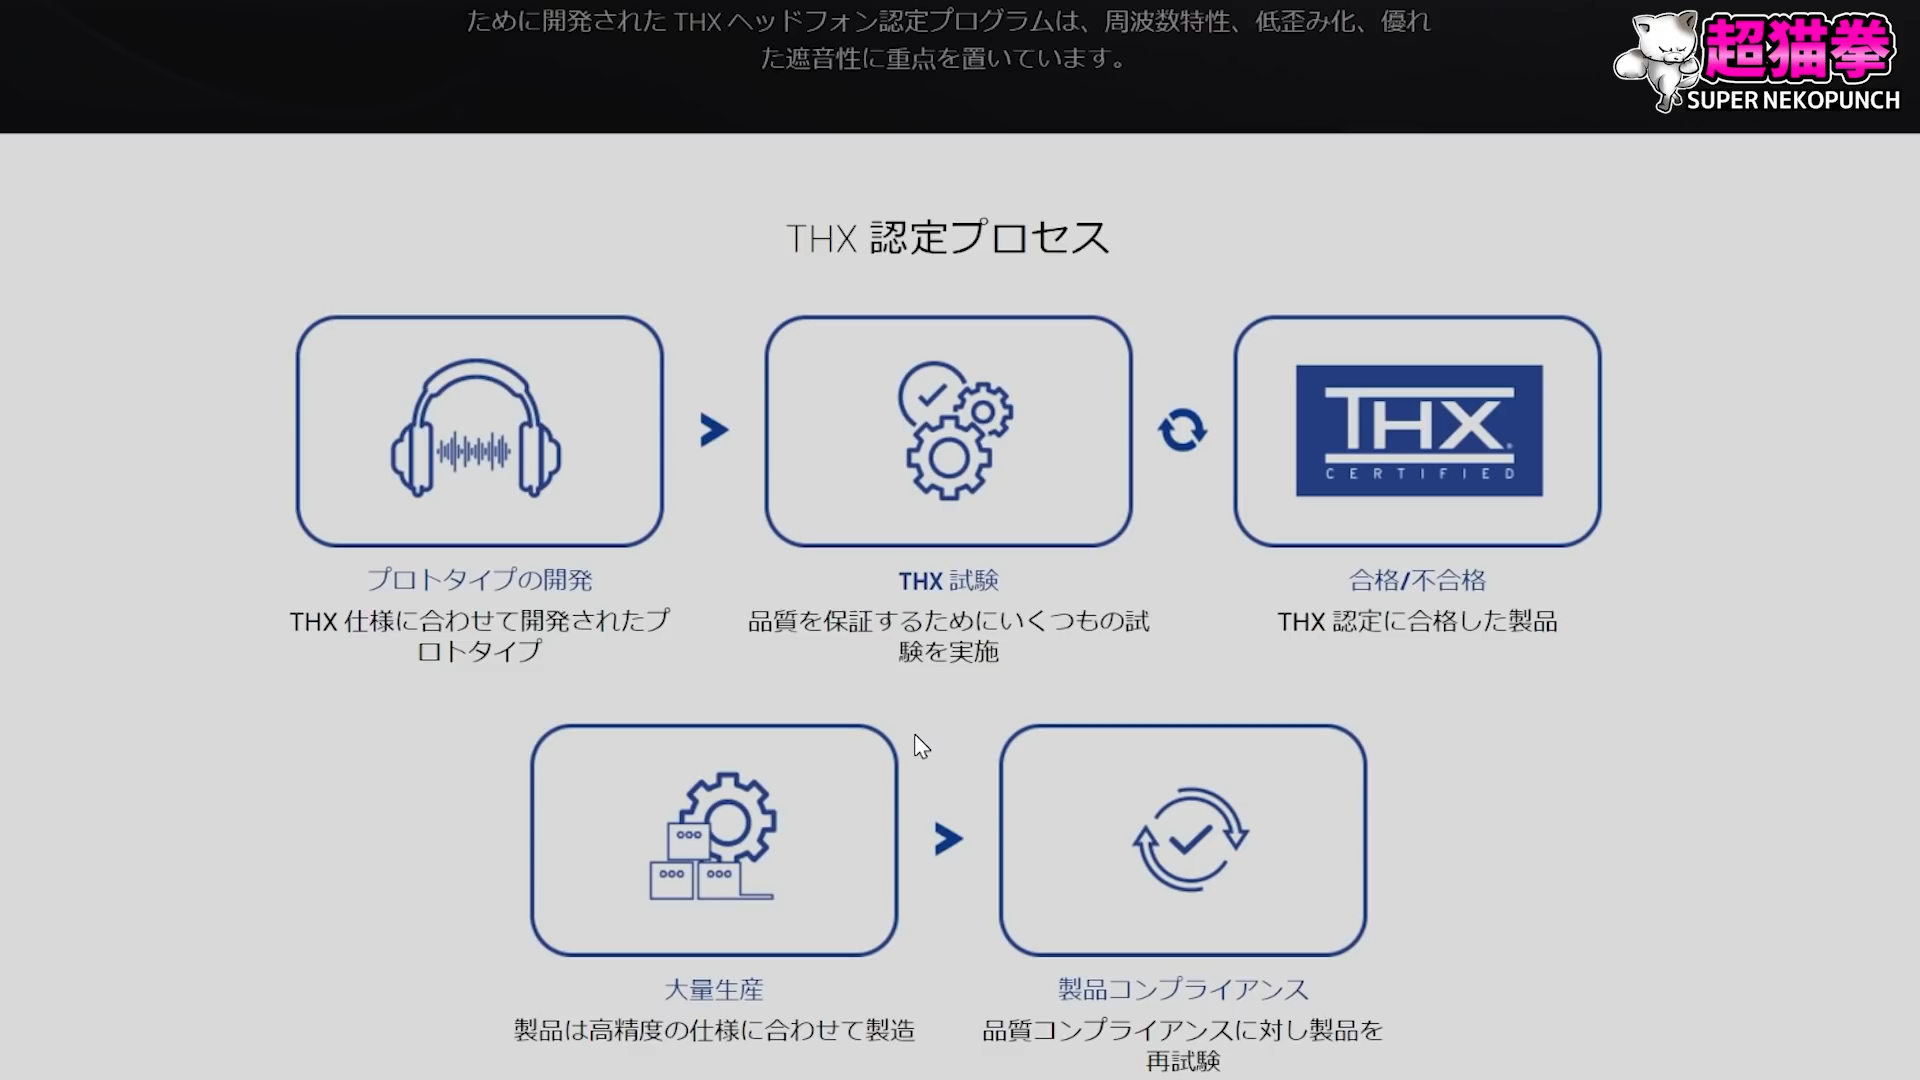 ために開発された THX ヘッドフォン認定プログラムは、周波数特性、低歪み化、優れ
た遮音性に重点を置いています。
超猫拳
SUPER NEKOPUNCH
THX 認定プロセス
THX
CERTIFIED
プロトタイプの開発
THX 仕様に合わせて開発されたプ
ロトタイプ
THX 試験
品質を保証するためにいくつもの試
験を実施
合格/不合格
THX 認定に合格した製品
大量生産
製品は高精度の仕様に合わせて製造
製品コンプライアンス
品質コンプライアンスに対し製品を
再試験